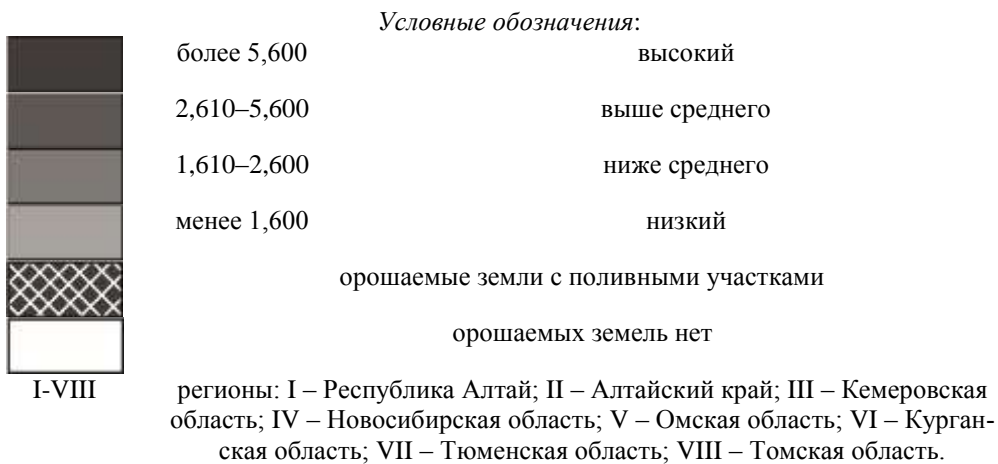 Условные обозначения:
более 5,600 высокий
2,610–5,600 выше среднего
1,610–2,600 ниже среднего
менее 1,600 низкий
орошаемые земли с поливными участками
орошаемых земель нет
I-VIII регионы: I – Республика Алтай; II – Алтайский край; III – Кемеровская
область; IV – Новосибирская область; V – Омская область; VI – Курган-
ская область; VII – Тюменская область; VIII – Томская область.